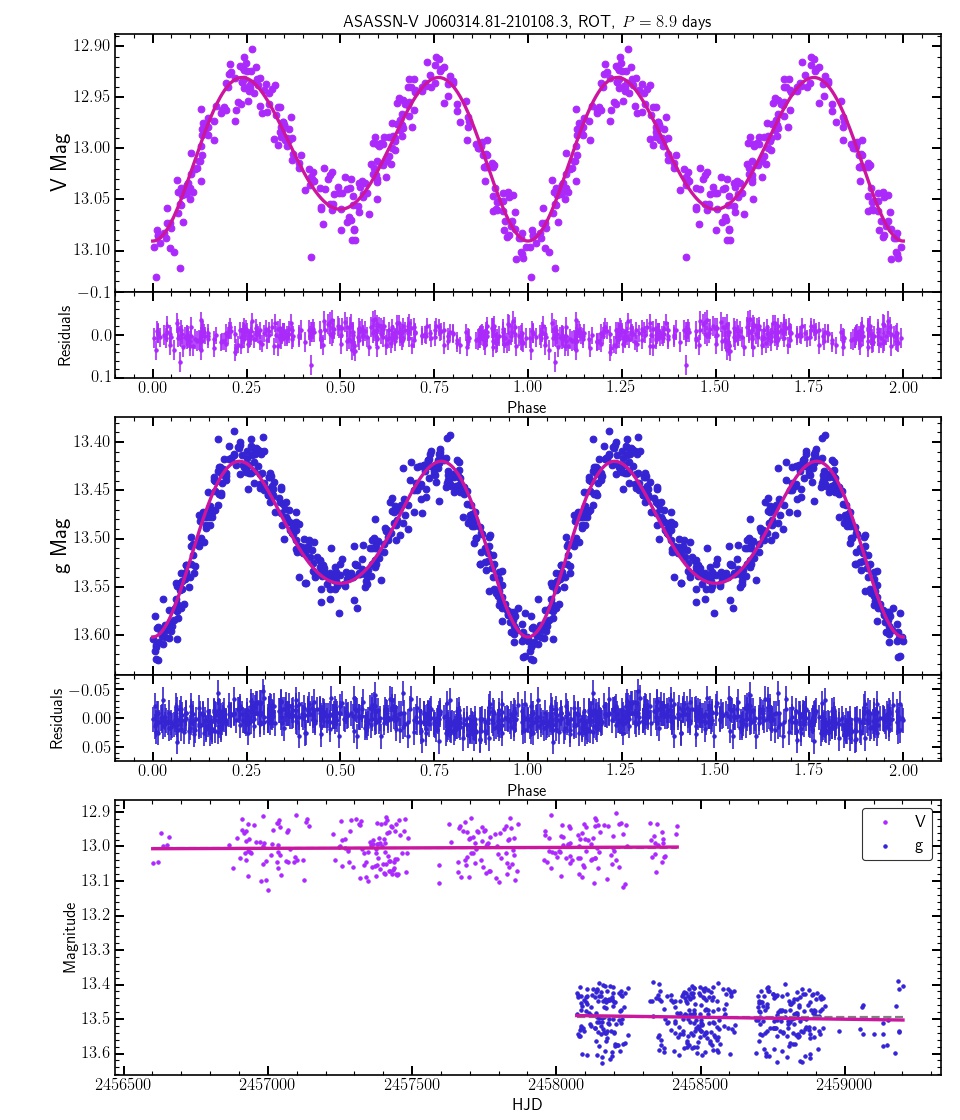 ASASSN-V J060314.81-210108.3, ROT, P = 8.9 days
12.90
12.95
13.00
13.05
13.10
V Mag
−0.1
0.0
0.1
Residuals
0.00 0.25 0.50 0.75 1.00 1.25 1.50 1.75 2.00
Phase
13.40
13.45
13.50
13.55
13.60
g Mag
−0.05
0.00
0.05
Residuals
0.00 0.25 0.50 0.75 1.00 1.25 1.50 1.75 2.00
Phase
12.9
13.0
13.1
13.2
13.3
13.4
13.5
13.6
Magnitude
V
g
2456500 2457000 2457500 2458000 2458500 2459000
HJD